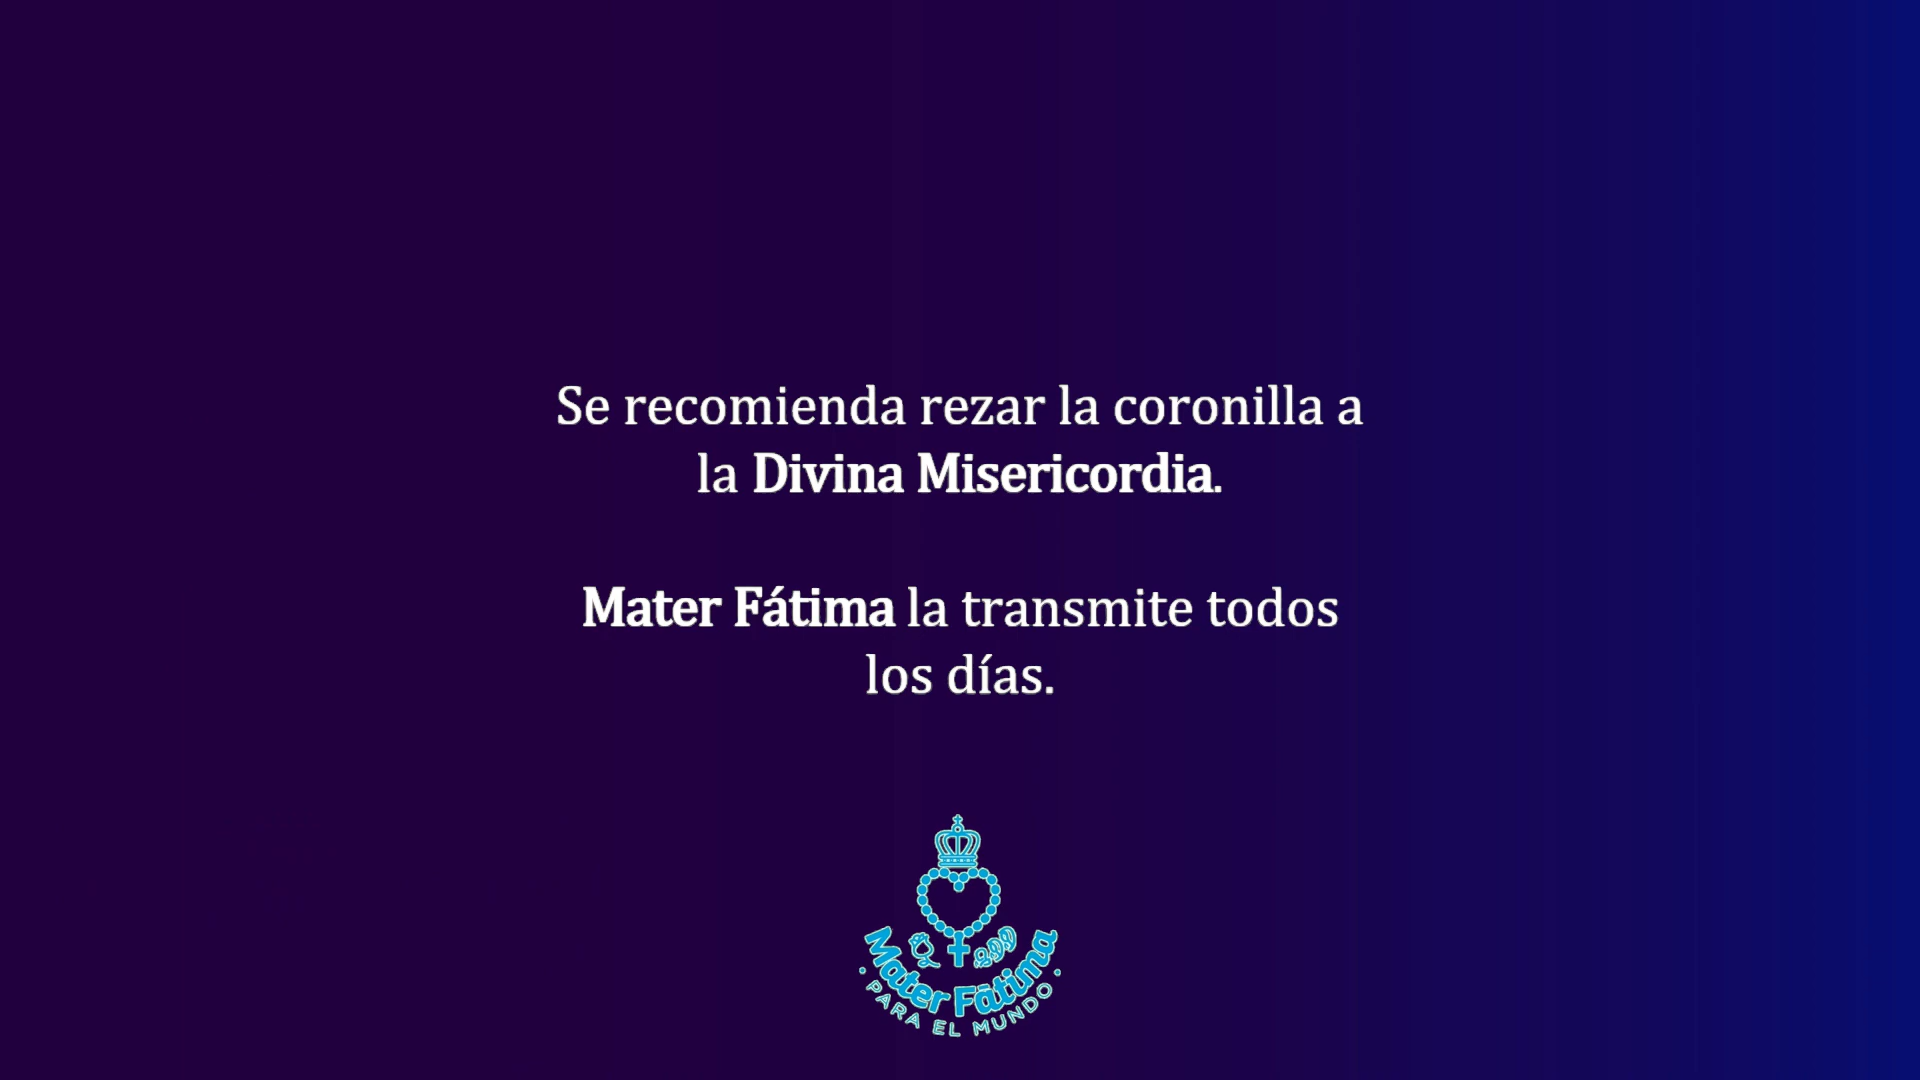 Se recomienda rezar la coronilla a
la Divina Misericordia.
Mater Fátima la transmite todos
los días.
Mater Fátima
PARA EL MUNDO